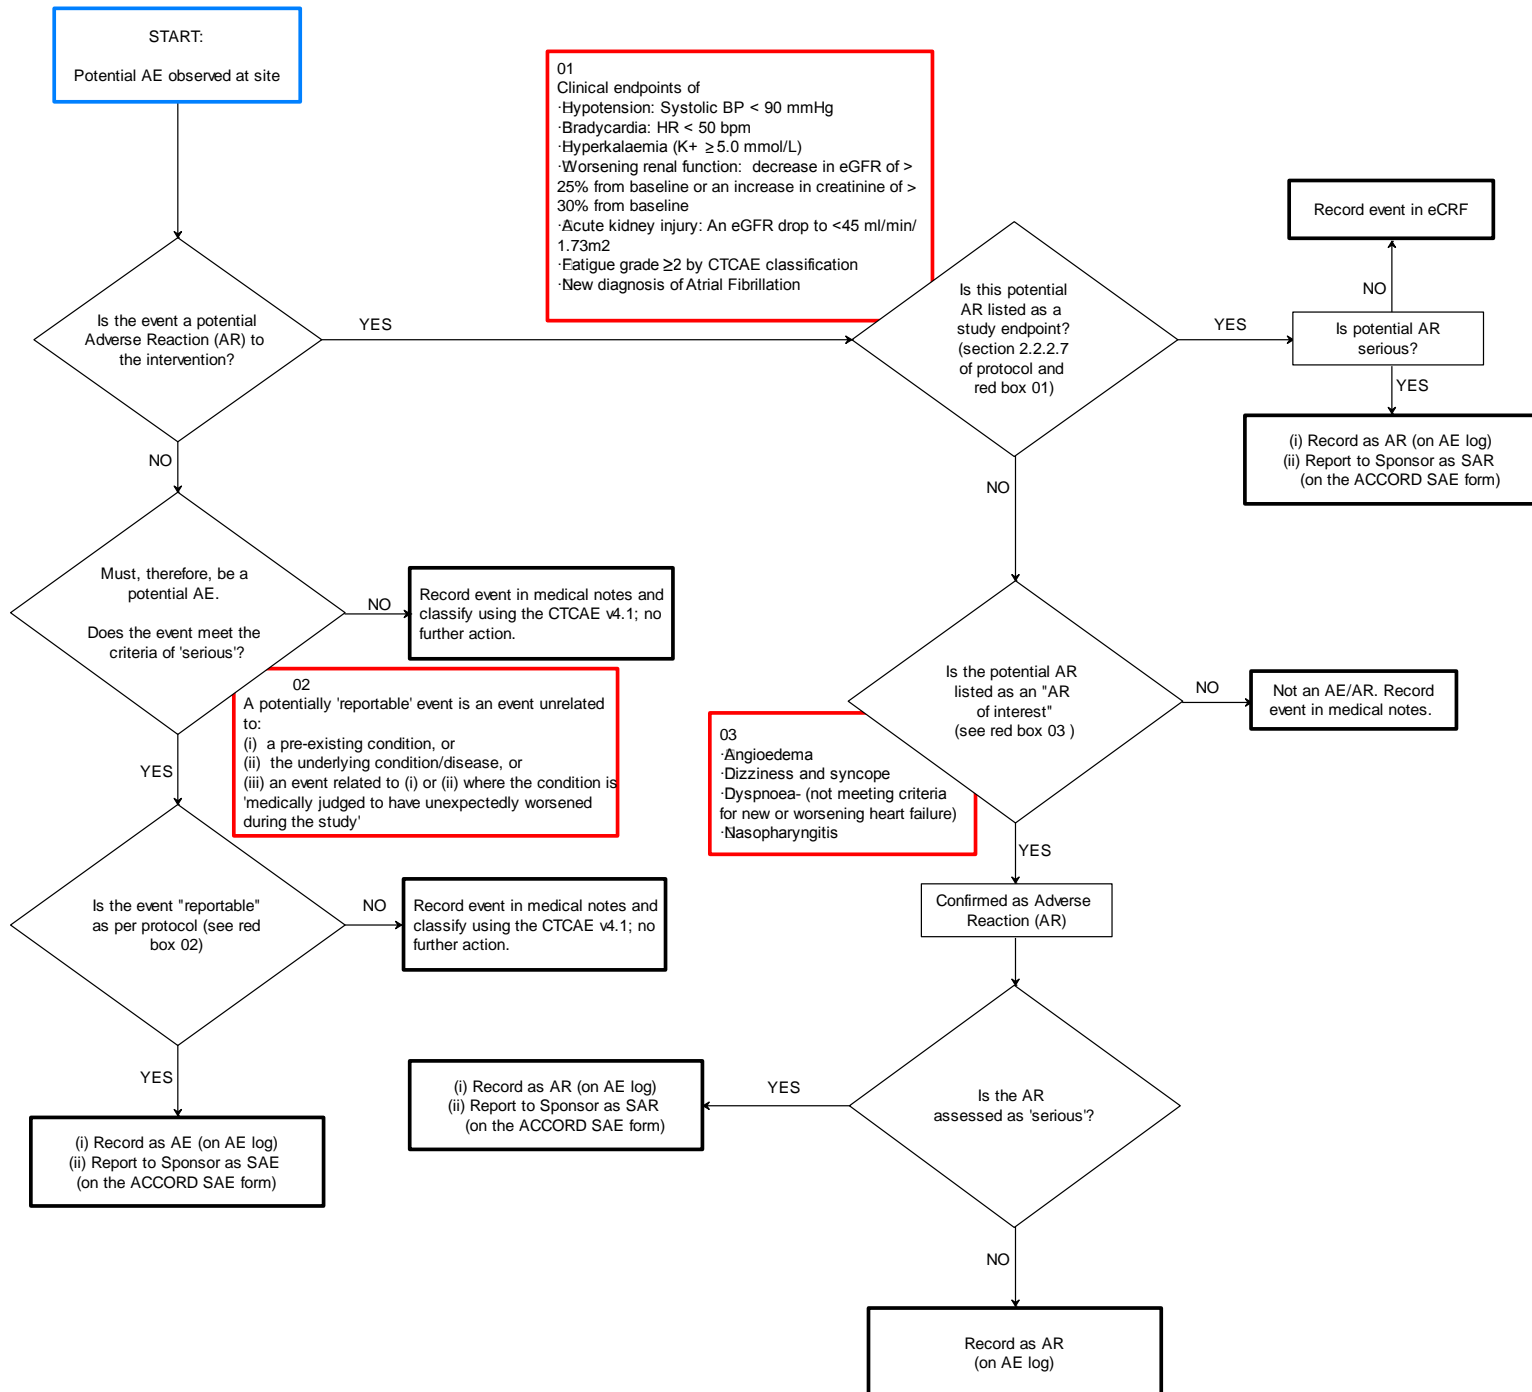 START:
Potential AE observed at site
01
Clinical endpoints of
·Hypotension: Systolic BP < 90 mmHg
·Bradycardia: HR < 50 bpm
·Hyperkalaemia (K+ ≥5.0 mmol/L)
·Worsening renal function: decrease in eGFR of >
25% from baseline or an increase in creatinine of >
30% from baseline
·Acute kidney injury: An eGFR drop to <45 ml/min/
1.73m2
·Fatigue grade ≥2 by CTCAE classification
·New diagnosis of Atrial Fibrillation
Is the event a potential
Adverse Reaction (AR) to
the intervention?
YES
Is this potential
AR listed as a
study endpoint?
(section 2.2.2.7
of protocol and
red box 01)
YES
Is potential AR
serious?
NO
Record event in eCRF
YES
(i) Record as AR (on AE log)
(ii) Report to Sponsor as SAR
(on the ACCORD SAE form)
NO
Must, therefore, be a
potential AE.
Does the event meet the
criteria of 'serious'?
NO
Record event in medical notes and
classify using the CTCAE v4.1; no
further action.
02
A potentially 'reportable' event is an event unrelated
to:
(i) a pre-existing condition, or
(ii) the underlying condition/disease, or
(iii) an event related to (i) or (ii) where the condition is
'medically judged to have unexpectedly worsened
during the study'
YES
Is the event "reportable"
as per protocol (see red
box 02)
NO
Record event in medical notes and
classify using the CTCAE v4.1; no
further action.
YES
(i) Record as AE (on AE log)
(ii) Report to Sponsor as SAE
(on the ACCORD SAE form)
NO
Is the potential AR
listed as an "AR
of interest"
(see red box 03 )
NO
Not an AE/AR. Record
event in medical notes.
03
·Angioedema
·Dizziness and syncope
·Dyspnoea- (not meeting criteria
for new or worsening heart failure)
·Nasopharyngitis
YES
Confirmed as Adverse
Reaction (AR)
Is the AR
assessed as 'serious'?
YES
(i) Record as AR (on AE log)
(ii) Report to Sponsor as SAR
(on the ACCORD SAE form)
NO
Record as AR
(on AE log)